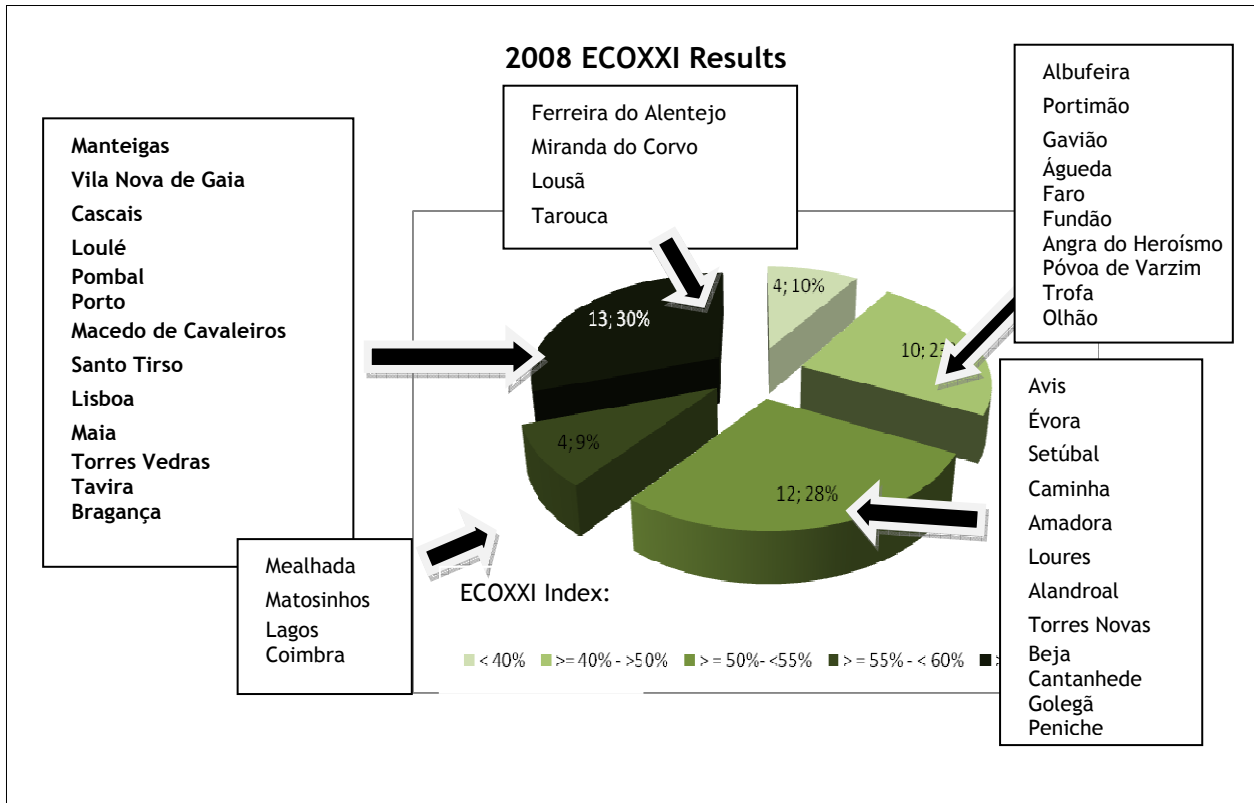 2008 ECOXXI Results
Manteigas
Vila Nova de Gaia
Cascais
Loulé
Pombal
Porto
Macedo de Cavaleiros
Santo Tirso
Lisboa
Maia
Torres Vedras
Tavira
Bragança
Ferreira do Alentejo
Miranda do Corvo
Lousã
Tarouca
Albufeira
Portimão
Gavião
Águeda
Faro
Fundão
Angra do Heroísmo
Póvoa de Varzim
Trofa
Olhão
4; 10%
13; 30%
10; 23
4; 9%
12; 28%
Avis
Évora
Setúbal
Caminha
Amadora
Loures
Alandroal
Torres Novas
Beja
Cantanhede
Golegã
Peniche
Mealhada
Matosinhos
Lagos
Coimbra
ECOXXI Index:
< 40% >= 40% - >50% > = 50%- <55% > = 55% - < 60%